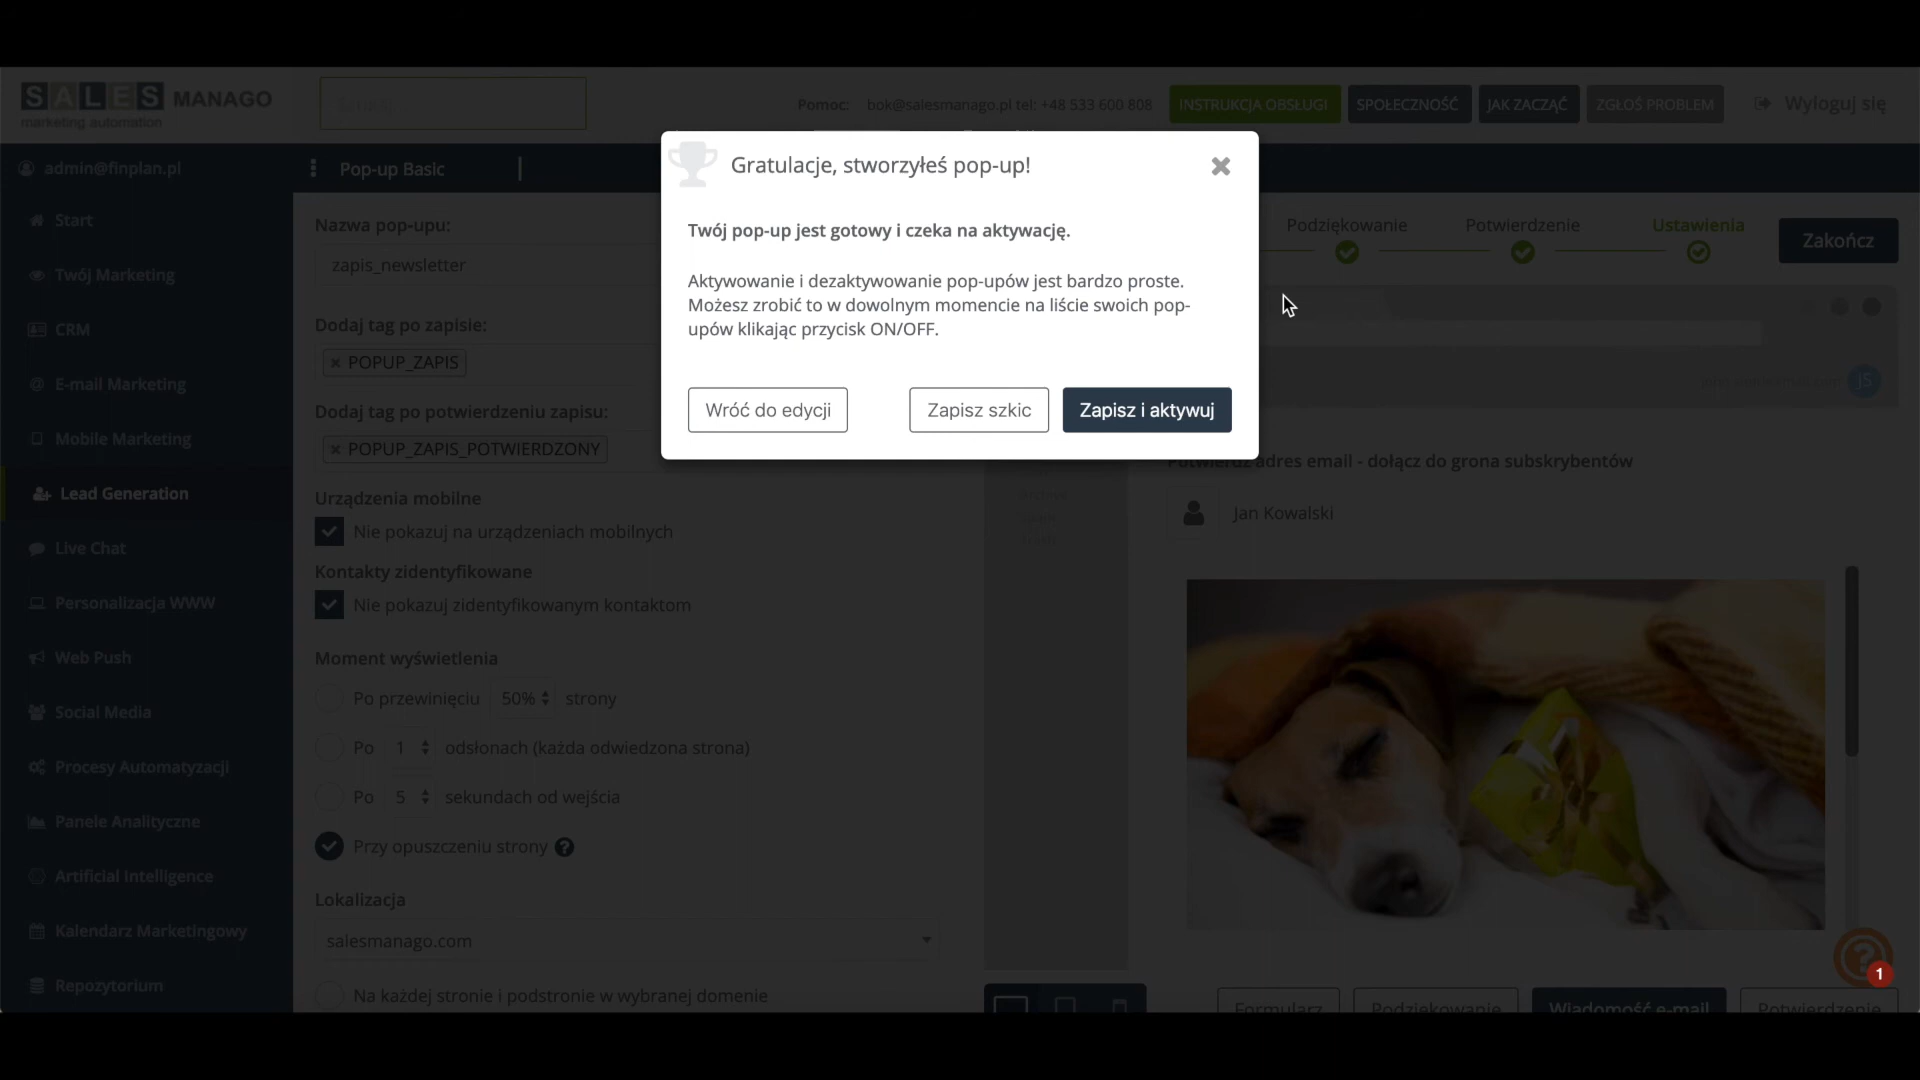 SALES MANAGO
marketing automation
Pomoc: bok@salesmanago.pl tel: +48 533 600 808
INSTRUKCJA OBSŁUGI
SPOŁECZNOŚĆ
JAK ZACZĄĆ
ZGŁOŚ PROBLEM
Wyloguj się
admin@finplan.pl
Start
Twój Marketing
CRM
E-mail Marketing
Mobile Marketing
Lead Generation
Live Chat
Personalizacja WWW
Web Push
Social Media
Procesy Automatyzacji
Panele Analityczne
Artificial Intelligence
Kalendarz Marketingowy
Repozytorium
Pop-up Basic
Nazwa pop-upu:
zapis_newsletter
Dodaj tag po zapisie:
× POPUP_ZAPIS
Dodaj tag po potwierdzeniu zapisu:
× POPUP_ZAPIS_POTWIERDZONY
Urządzenia mobilne
Nie pokazuj na urządzeniach mobilnych
Kontakty zidentyfikowane
Nie pokazuj zidentyfikowanym kontaktom
Moment wyświetlenia
Po przewinięciu 50% strony
Po 1 odsłonach (każda odwiedzona strona)
Po 5 sekundach od wejścia
Przy opuszczeniu strony ?
Lokalizacja
salesmanago.com
Na każdej stronie i podstronie w wybranej domenie
Gratulacje, stworzyłeś pop-up!
Twój pop-up jest gotowy i czeka na aktywację.
Aktywowanie i dezaktywowanie pop-upów jest bardzo proste.
Możesz zrobić to w dowolnym momencie na liście swoich pop-
upów klikając przycisk ON/OFF.
Wróć do edycji
Zapisz szkic
Zapisz i aktywuj
Podziękowanie
Potwierdzenie
Ustawienia
Zakończ
JS
Potwierdź adres email - dołącz do grona subskrybentów
Jan Kowalski
Formularz
Podziękowanie
Wiadomość e-mail
Potwierdzenie
1